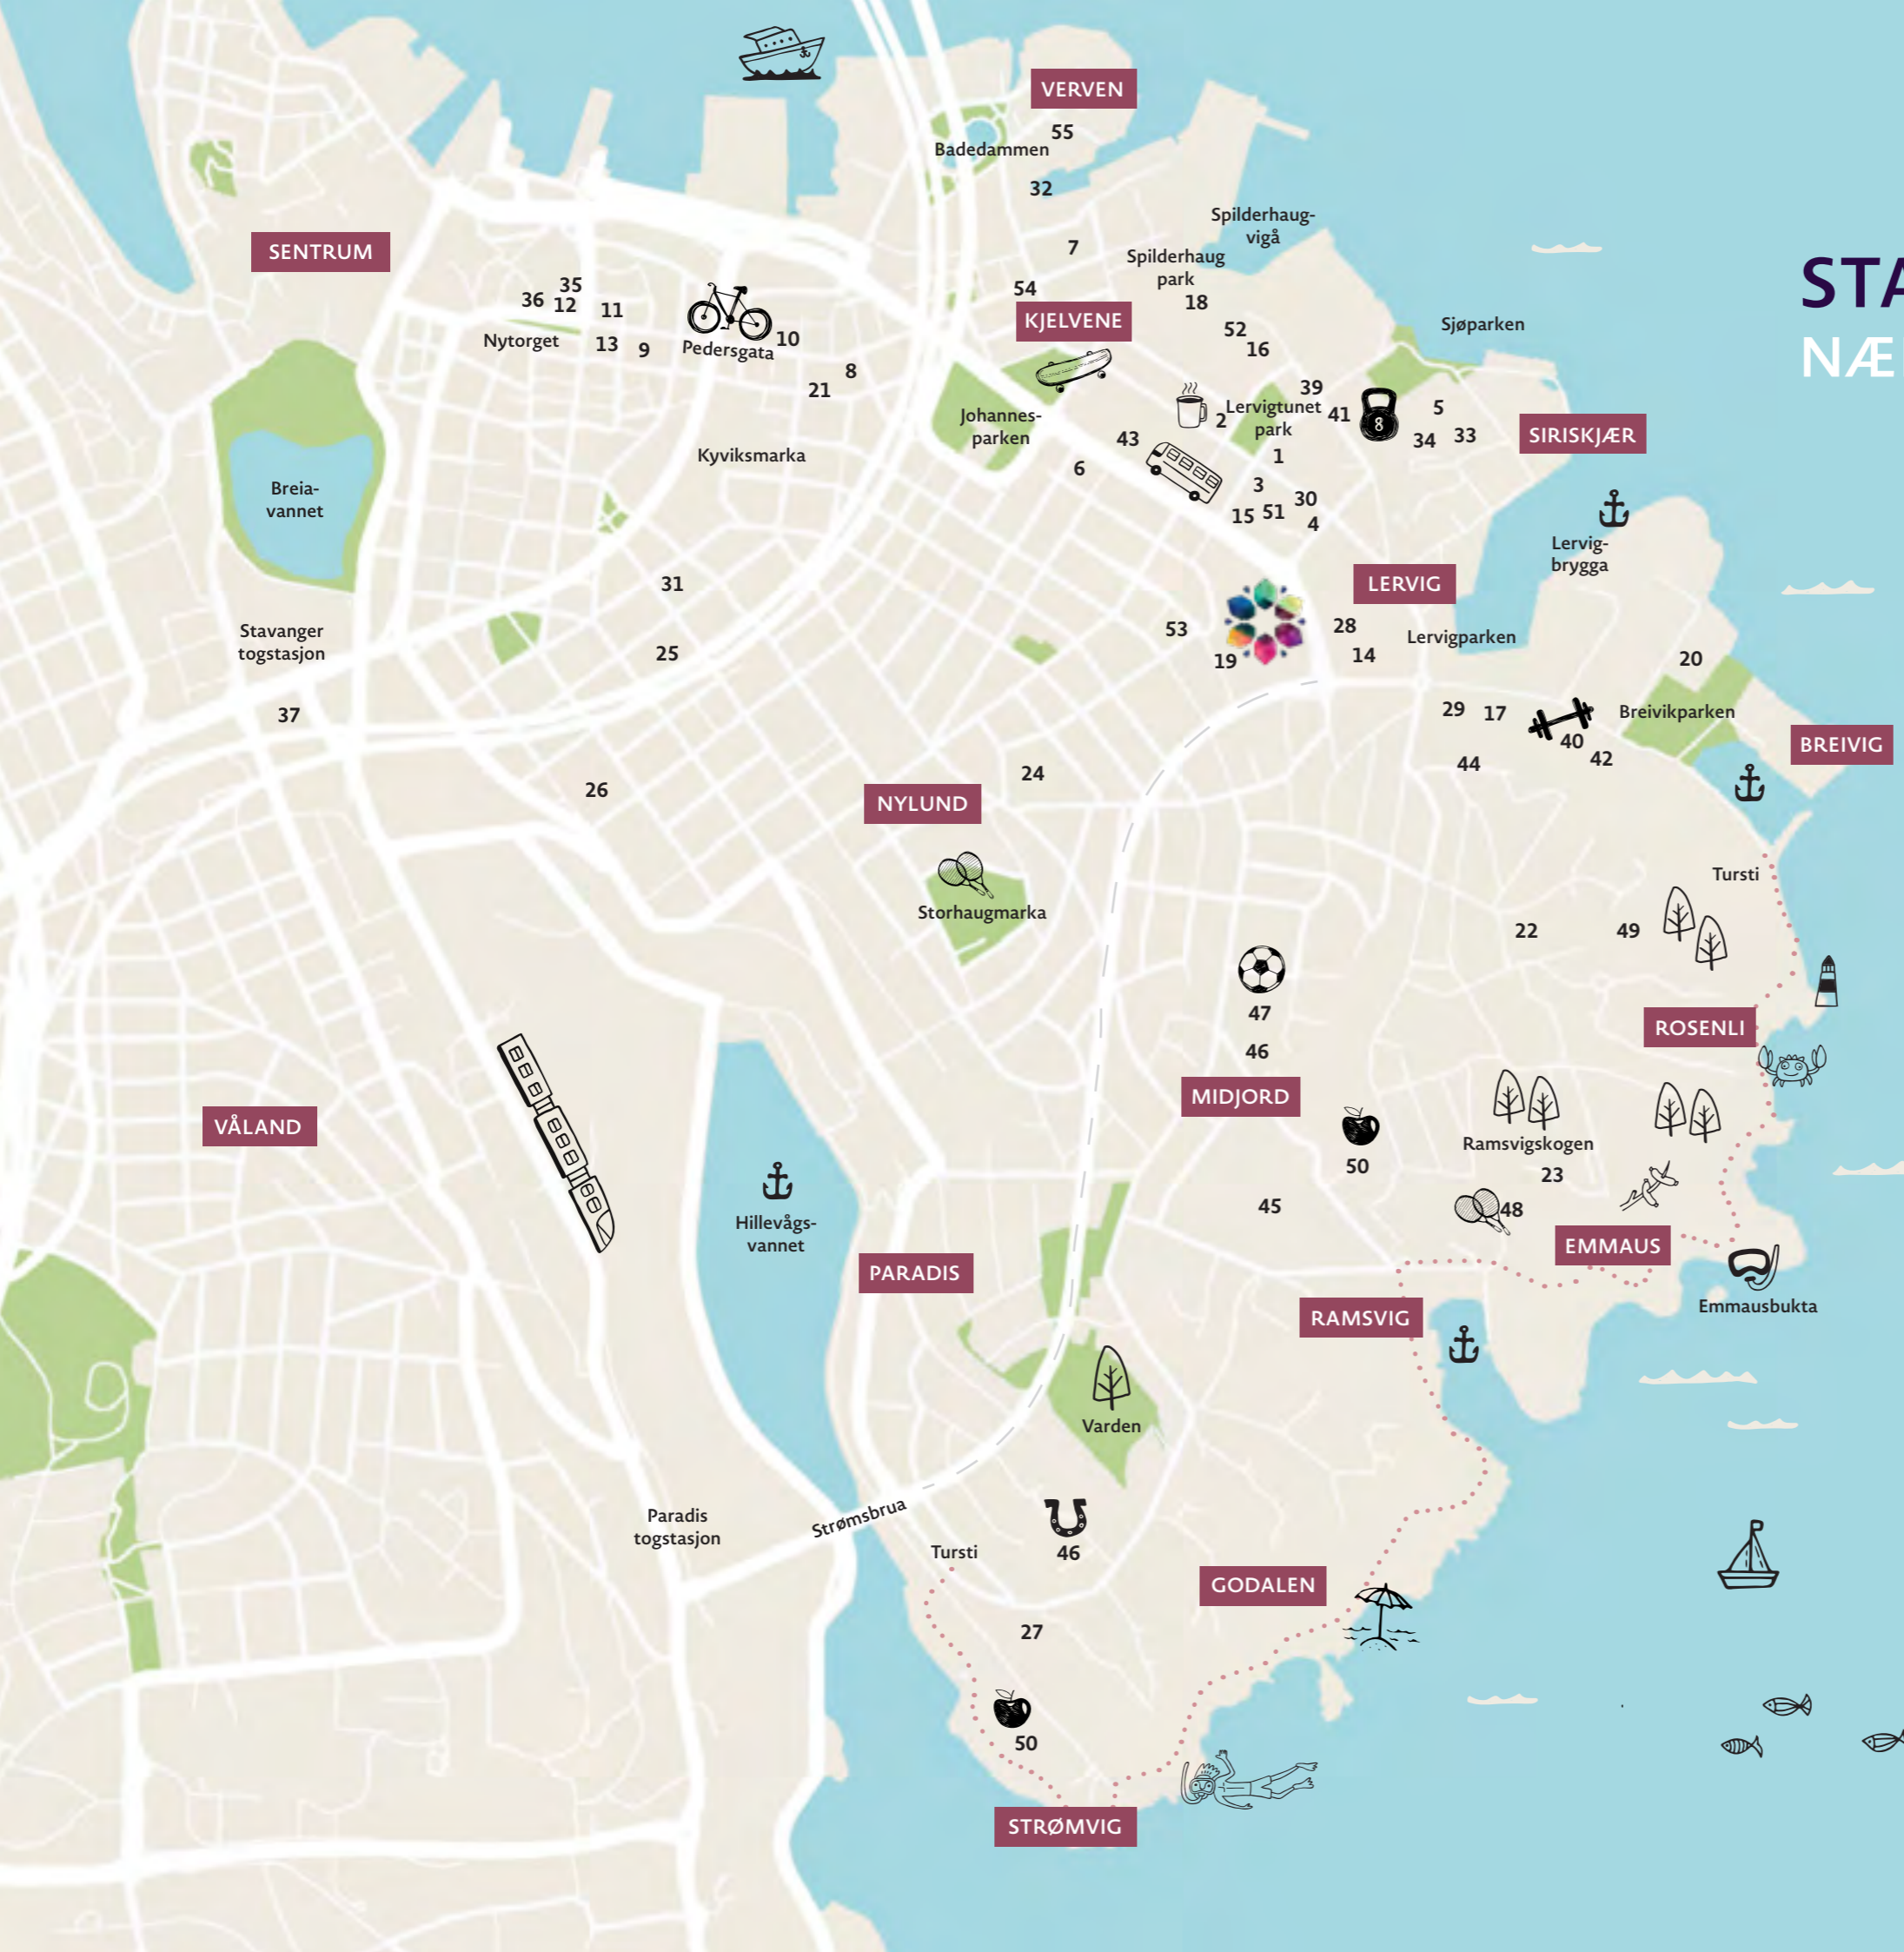 VERVEN
55
Badedammen
32
SENTRUM
Spilderhaug-
vigå
7
Spilderhaug
park
STA
35
36
12
11
54
18
KJELVENE
52
Sjøparken
Nytorget
13
9
Pedersgata
10
16
NÆ
8
21
39
Johannes-
parken
2
Lervigtunet
park
41
8
5
34
33
SIRISKJÆR
43
Kyviksmarka
6
1
Breia-
vannet
3
30
15
51
4
Lervig-
brygga
31
LERVIG
Stavanger
togstasjon
53
28
Lervigparken
25
19
14
20
37
29
17
Breivikparken
40
BREIVIG
42
44
24
26
NYLUND
Tursti
Storhaugmarka
22
49
47
ROSENLI
46
MIDJORD
VÅLAND
Ramsvigskogen
50
23
45
48
Hillevågs-
vannet
EMMAUS
PARADIS
RAMSVIG
Emmausbukta
Varden
Paradis
togstasjon
Strømsbrua
Tursti
46
GODALEN
27
50
STRØMVIG